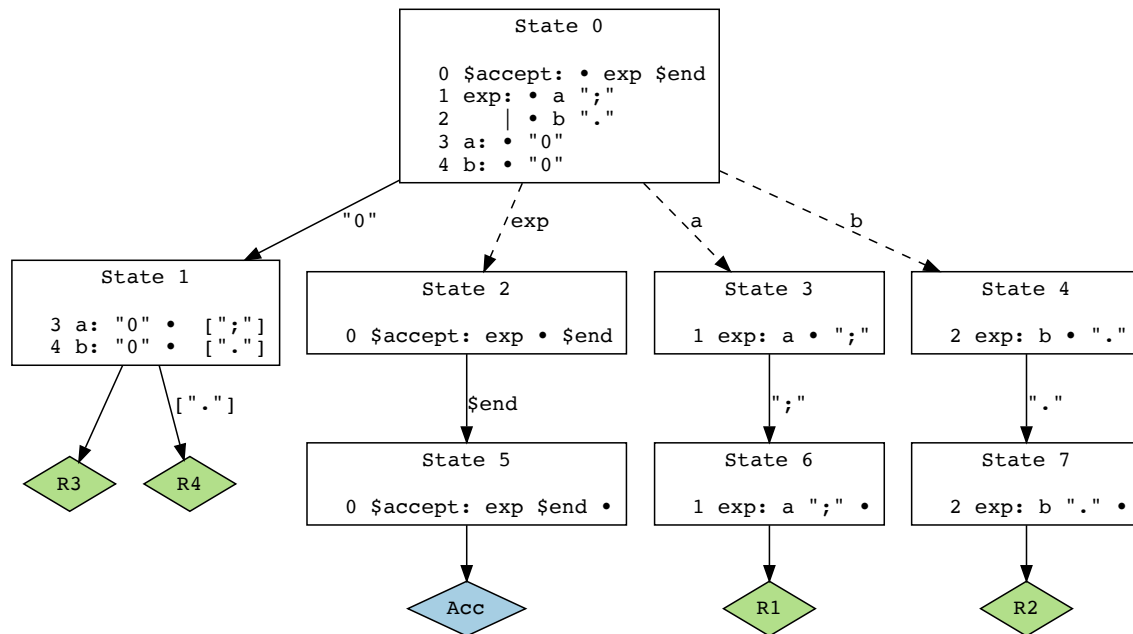 State 0
0 $accept: • exp $end
1 exp: • a ";"
2    | • b "."
3 a: • "0"
4 b: • "0"
"0"
exp
a
b
State 1
3 a: "0" •  [";"]
4 b: "0" •  ["."]
State 2
0 $accept: exp • $end
State 3
1 exp: a • ";"
State 4
2 exp: b • "."
["."]
$end
";"
"."
R3
R4
State 5
0 $accept: exp $end •
State 6
1 exp: a ";" •
State 7
2 exp: b "." •
Acc
R1
R2